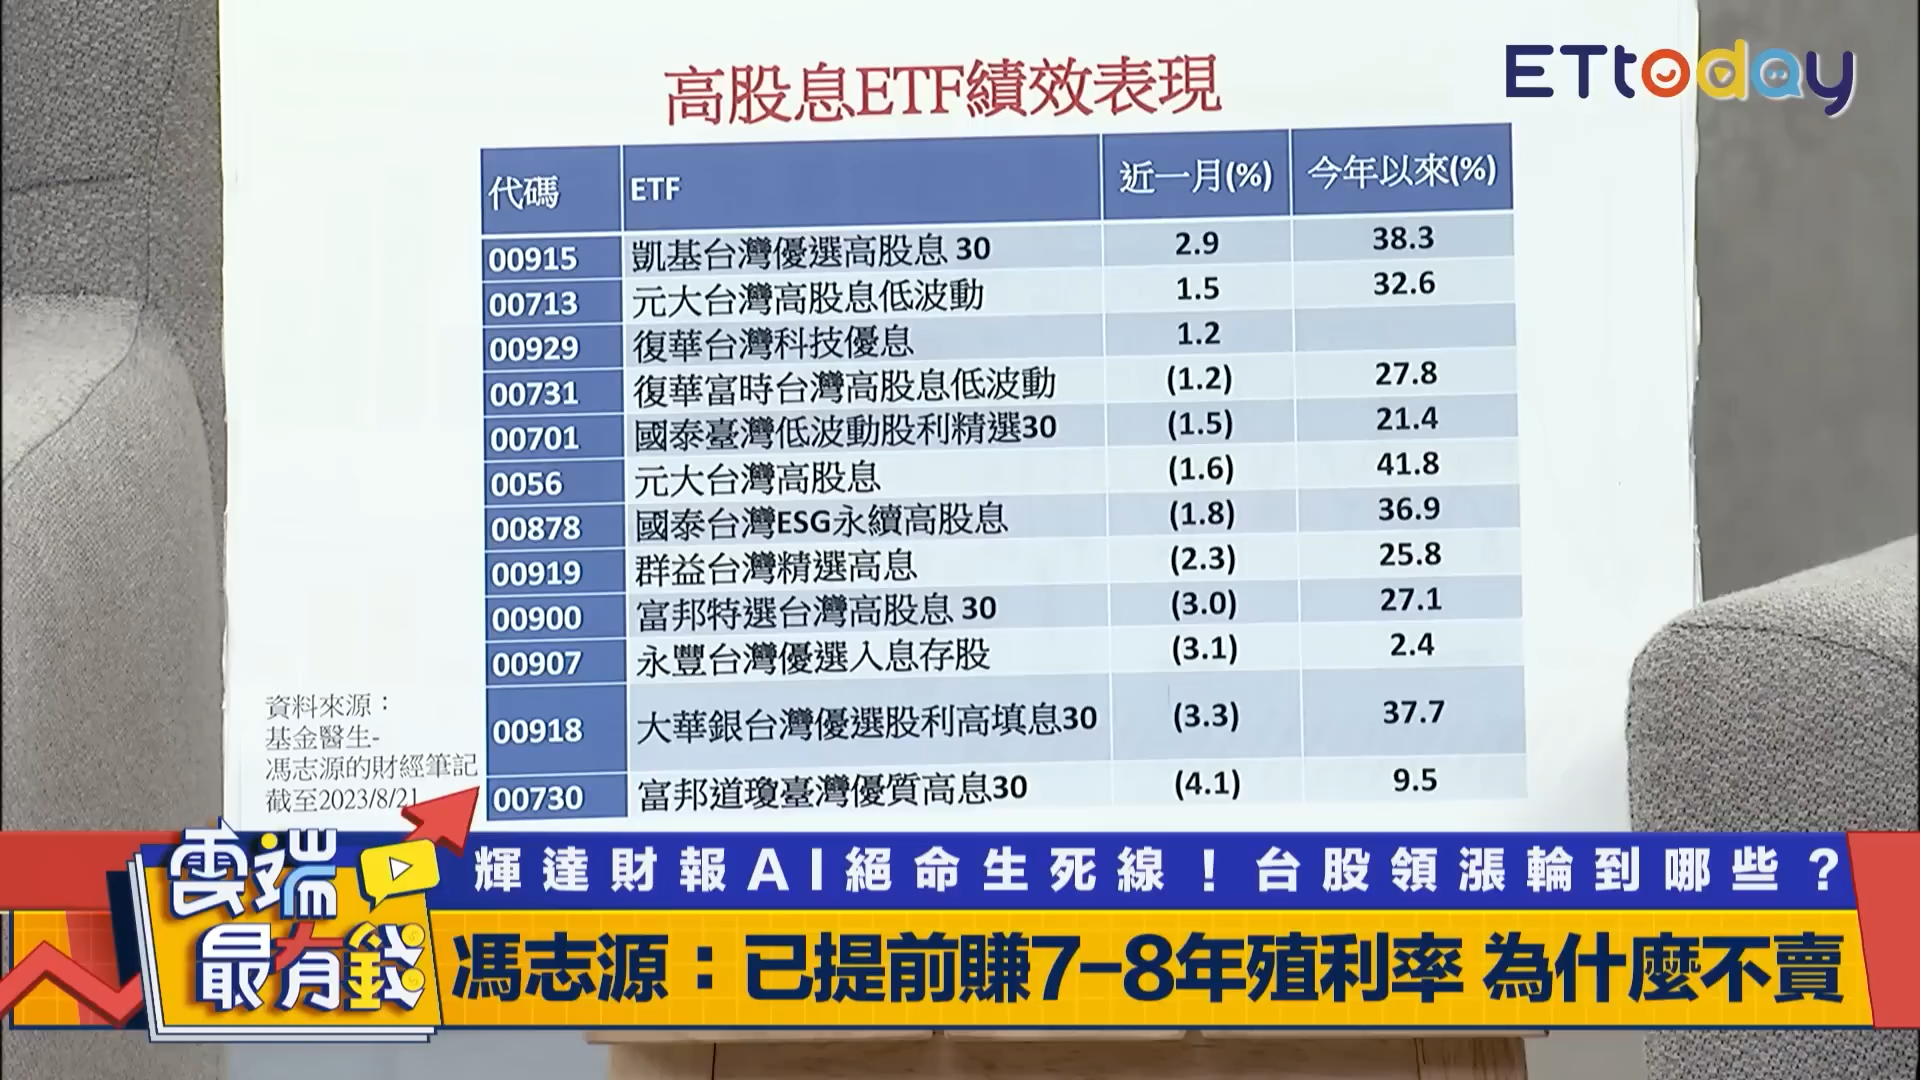 ETtoday
高股息ETF績效表現
代碼 ETF 近一月(%) 今年以來(%)
00915 凱基台灣優選高股息 30 2.9 38.3
00713 元大台灣高股息低波動 1.5 32.6
00929 復華台灣科技優息 1.2
00731 復華富時台灣高股息低波動 (1.2) 27.8
00701 國泰臺灣低波動股利精選30 (1.5) 21.4
0056 元大台灣高股息 (1.6) 41.8
00878 國泰台灣ESG永續高股息 (1.8) 36.9
00919 群益台灣精選高息 (2.3) 25.8
00900 富邦特選台灣高股息 30 (3.0) 27.1
00907 永豐台灣優選入息存股 (3.1) 2.4
00918 大華銀台灣優選股利高填息30 (3.3) 37.7
00730 富邦道瓊臺灣優質高息30 (4.1) 9.5
資料來源：
基金醫生-
馮志源的財經筆記
截至2023/8/21
雲端
最有錢
輝達財報AI絕命生死線！台股領漲輪到哪些？
馮志源：已提前賺7-8年殖利率 為什麼不賣